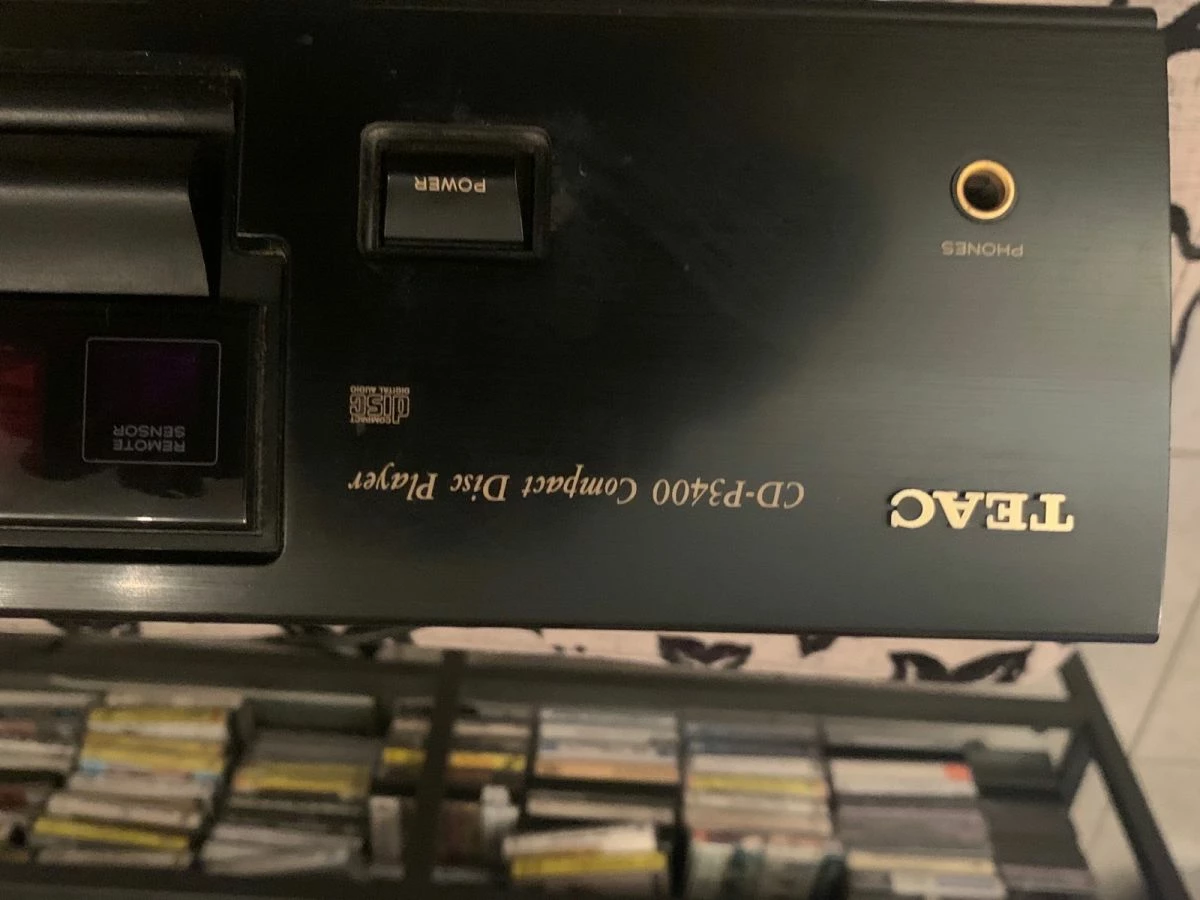 TEAC
CD-P3400 Compact Disc Player
COMPACT
disc
DIGITAL AUDIO
REMOTE
SENSOR
PHONES
POWER